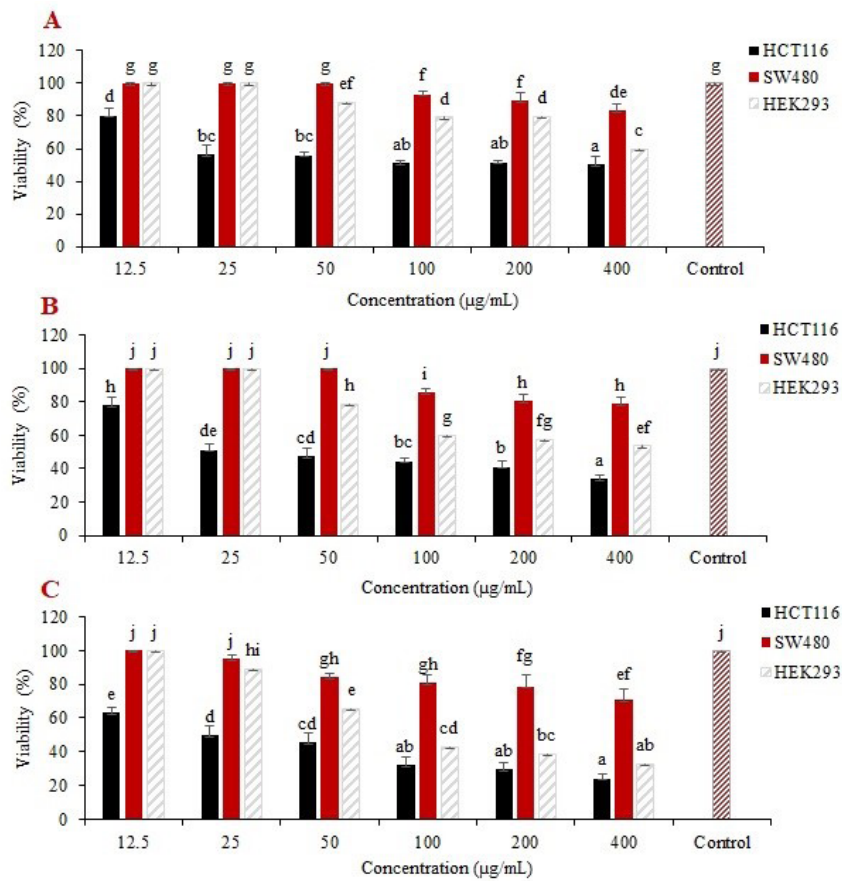 A
120
100
80
60
40
20
0
Viability (%)
d g g
bc g g
bc g ef
ab f d
ab f d
a de c
g
HCT116
SW480
HEK293
12.5 25 50 100 200 400 Control
Concentration (µg/mL)
B
120
100
80
60
40
20
0
Viability (%)
h j j
de j j
cd j h
bc i g
b h fg
a h ef
j
HCT116
SW480
HEK293
12.5 25 50 100 200 400 Control
Concentration (µg/mL)
C
120
100
80
60
40
20
0
Viability (%)
e j j
d j hi
cd gh e
ab gh cd
ab fg bc
a ef ab
j
HCT116
SW480
HEK293
12.5 25 50 100 200 400 Control
Concentration (µg/mL)